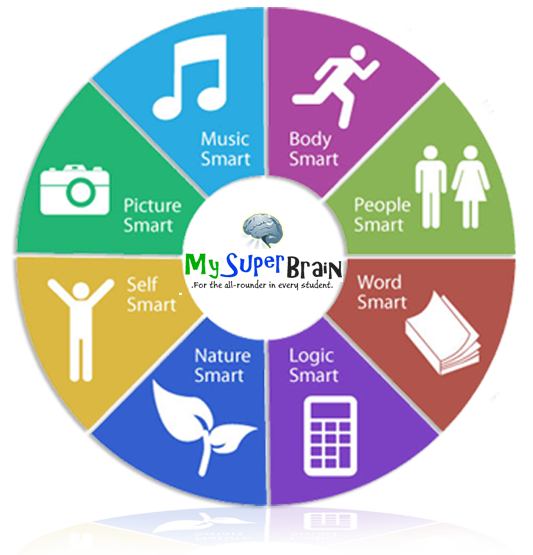 Music
Smart
Body
Smart
People
Smart
Word
Smart
Logic
Smart
Nature
Smart
Self
Smart
Picture
Smart
My Super Brain
.For the all-rounder in every student.